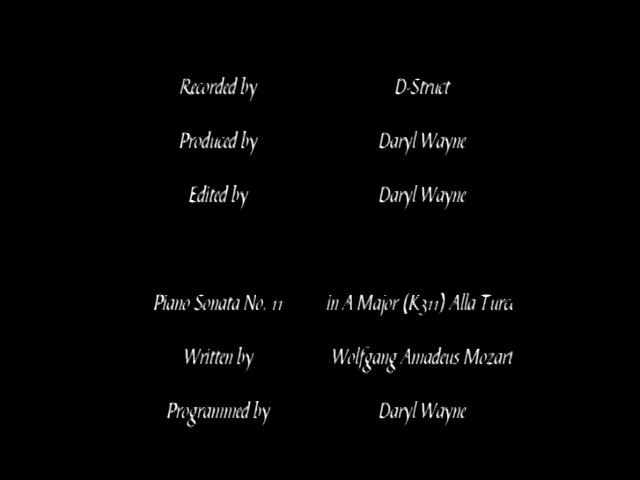 Recorded by D-Struct
Produced by Daryl Wayne
Edited by Daryl Wayne
Piano Sonata No. 11 in A Major (K311) Alla Turca
Written by Wolfgang Amadeus Mozart
Programmed by Daryl Wayne